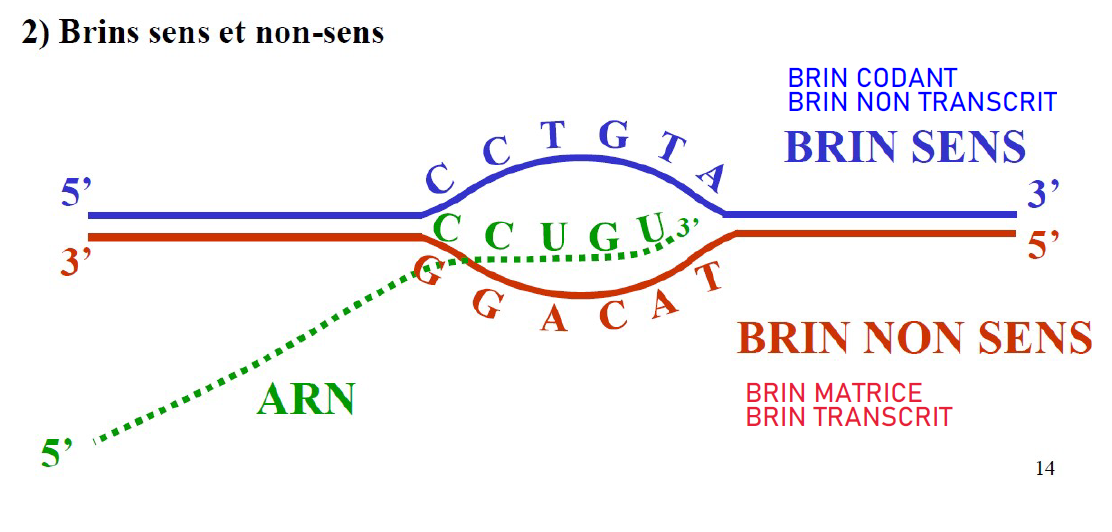 2) Brins sens et non-sens
BRIN CODANT
BRIN NON TRANSCRIT
BRIN SENS
C C T G T A
5’
3’
C C U G U 3’
3’
5’
G G A C A T
BRIN NON SENS
BRIN MATRICE
BRIN TRANSCRIT
ARN
5’
14